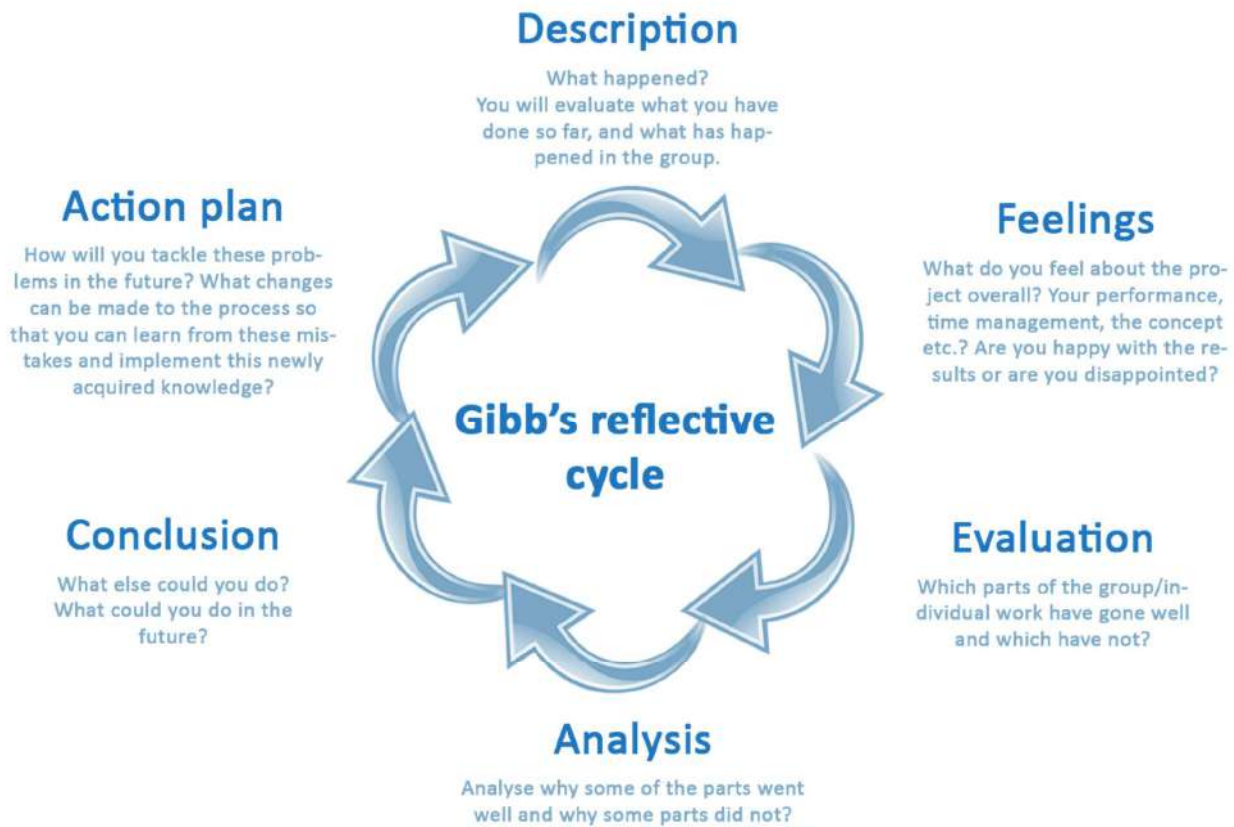 Description
What happened?
You will evaluate what you have
done so far, and what has hap-
pened in the group.
Feelings
What do you feel about the pro-
ject overall? Your performance,
time management, the concept
etc.? Are you happy with the re-
sults or are you disappointed?
Evaluation
Which parts of the group/in-
dividual work have gone well
and which have not?
Analysis
Analyse why some of the parts went
well and why some parts did not?
Conclusion
What else could you do?
What could you do in the
future?
Action plan
How will you tackle these prob-
lems in the future? What changes
can be made to the process so
that you can learn from these mis-
takes and implement this newly
acquired knowledge?
Gibb's reflective
cycle